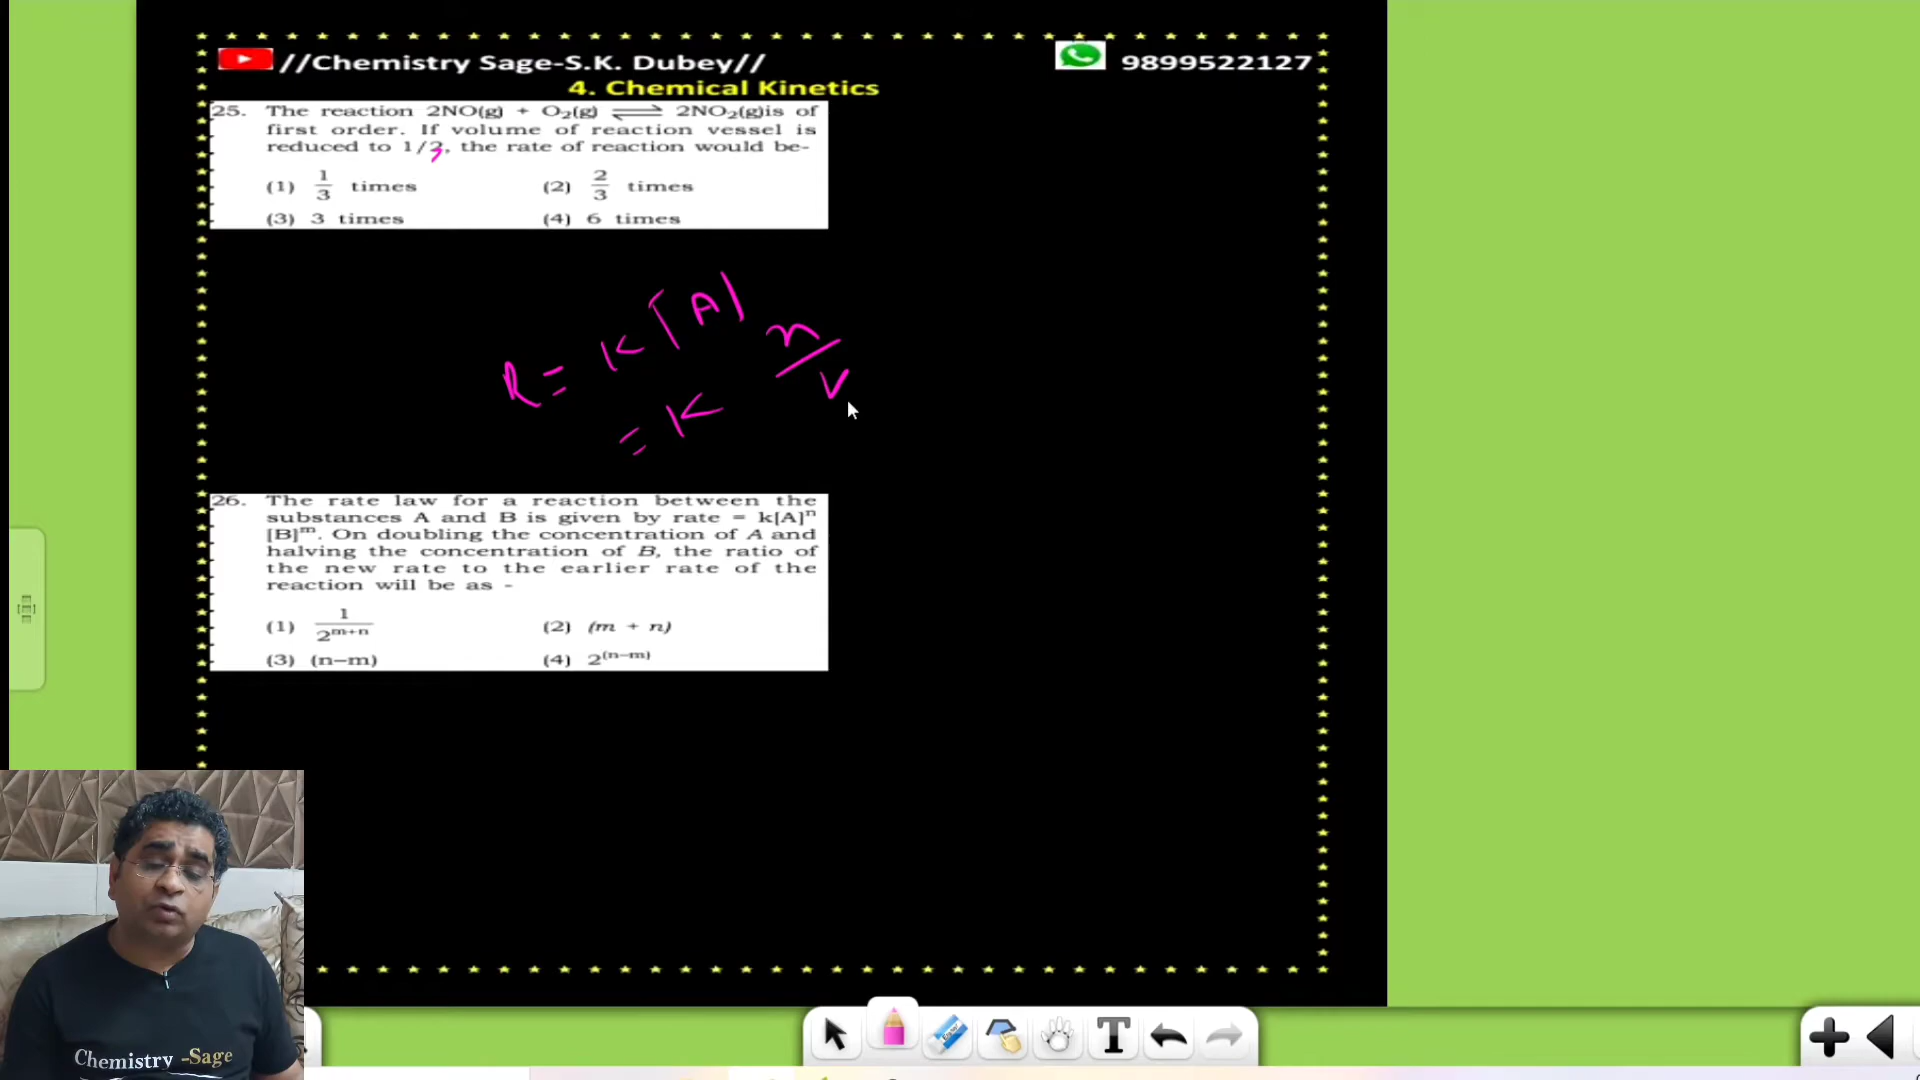 //Chemistry Sage-S.K. Dubey// 9899522127
4. Chemical Kinetics
25. The reaction 2NO(g) + O₂(g) ⇌ 2NO₂(g)is of
first order. If volume of reaction vessel is
reduced to 1/3, the rate of reaction would be-
(1) 1/3 times (2) 2/3 times
(3) 3 times (4) 6 times
R = K [A]
= K n/V
26. The rate law for a reaction between the
substances A and B is given by rate = k[A]ⁿ
[B]ᵐ. On doubling the concentration of A and
halving the concentration of B, the ratio of
the new rate to the earlier rate of the
reaction will be as -
(1) 1/2ᵐ⁺ⁿ (2) (m + n)
(3) (n−m) (4) 2⁽ⁿ⁻ᵐ⁾
Chemistry -Sage
T